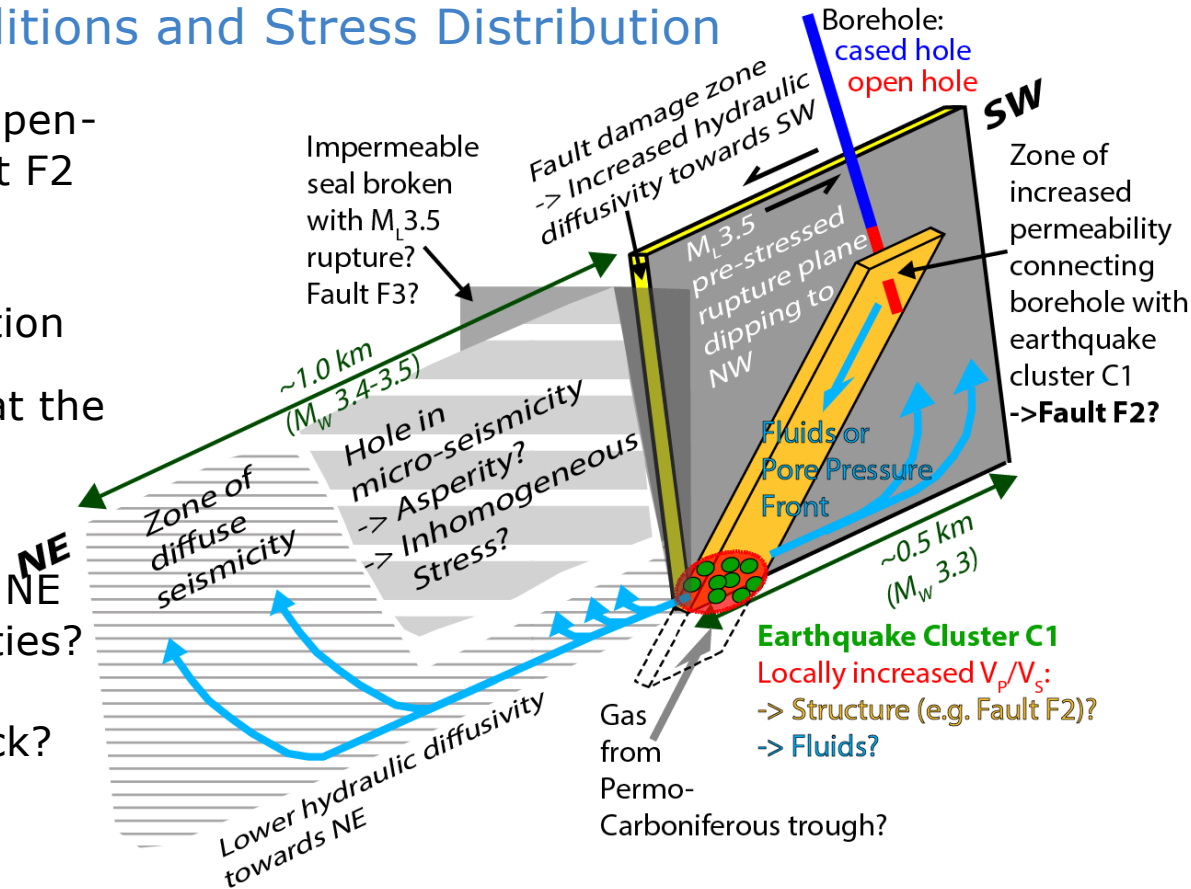 ditions and Stress Distribution
pen-
t F2
tion
at the
NE
ties?
ck?
Borehole:
cased hole
open hole
SW
Fault damage zone
-> Increased hydraulic
diffusivity towards SW
Impermeable
seal broken
with ML3.5
rupture?
Fault F3?
Zone of
increased
permeability
connecting
borehole with
earthquake
cluster C1
->Fault F2?
ML3.5
pre-stressed
rupture plane
dipping to
NW
~1.0 km
(MW 3.4-3.5)
Hole in
micro-seismicity
-> Asperity?
-> Inhomogeneous
Stress?
Fluids or
Pore Pressure
Front
Zone of
diffuse
seismicity
NE
~0.5 km
(MW 3.3)
Earthquake Cluster C1
Locally increased VP/VS:
-> Structure (e.g. Fault F2)?
-> Fluids?
Gas
from
Permo-
Carboniferous trough?
Lower hydraulic diffusivity
towards NE